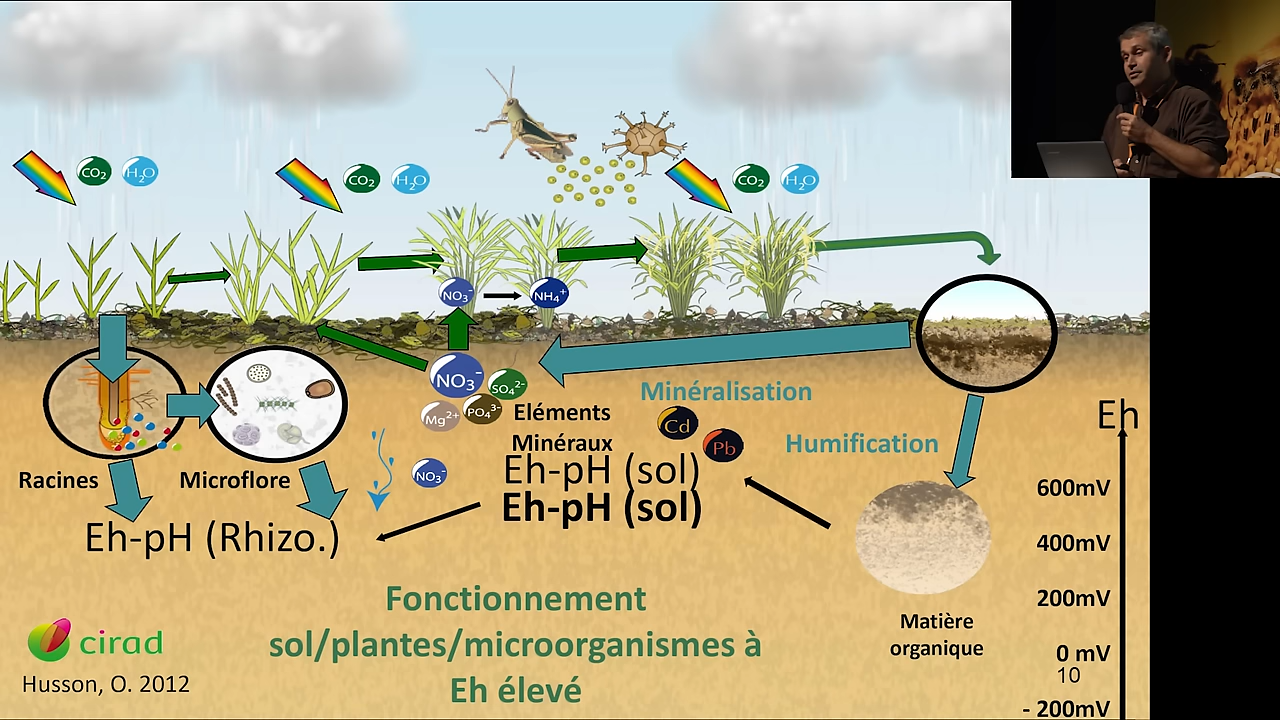 CO₂
H₂O
CO₂
H₂O
CO₂
H₂O
NO₃⁻
NH₄⁺
NO₃⁻
SO₄²⁻
Mg²⁺
PO₄³⁻
Eléments
Minéraux
Minéralisation
Cd
Pb
Humification
Eh
Racines
Microflore
NO₃⁻
Eh-pH (sol)
Eh-pH (sol)
Eh-pH (Rhizo.)
600mV
400mV
200mV
0 mV
10
- 200mV
Matière
organique
Fonctionnement
sol/plantes/microorganismes à
Eh élevé
cirad
Husson, O. 2012